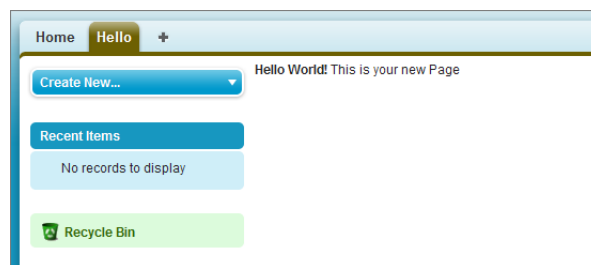 Home Hello +
Create New...
Hello World! This is your new Page
Recent Items
No records to display
Recycle Bin